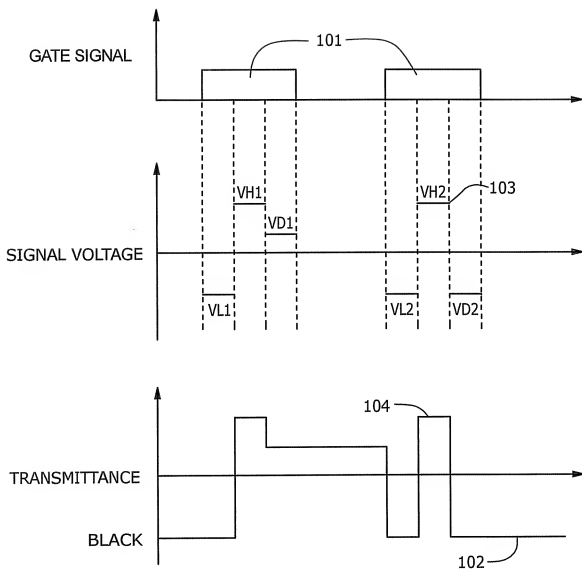 101
GATE SIGNAL
VH1
VH2
103
VD1
SIGNAL VOLTAGE
VL1
VL2
VD2
104
TRANSMITTANCE
BLACK
102